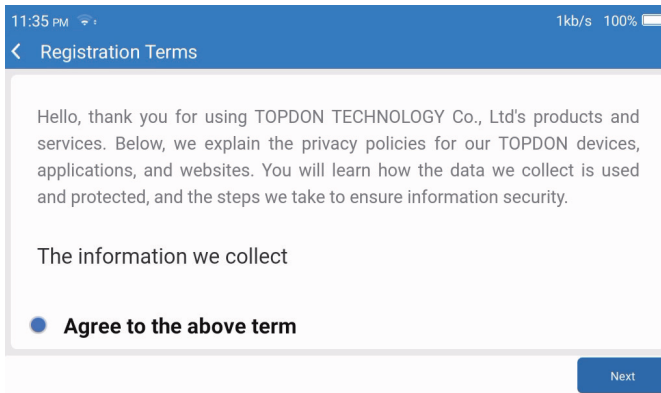 11:35 PM 1kb/s 100%
Registration Terms
Hello, thank you for using TOPDON TECHNOLOGY Co., Ltd's products and
services. Below, we explain the privacy policies for our TOPDON devices,
applications, and websites. You will learn how the data we collect is used
and protected, and the steps we take to ensure information security.
The information we collect
Agree to the above term
Next